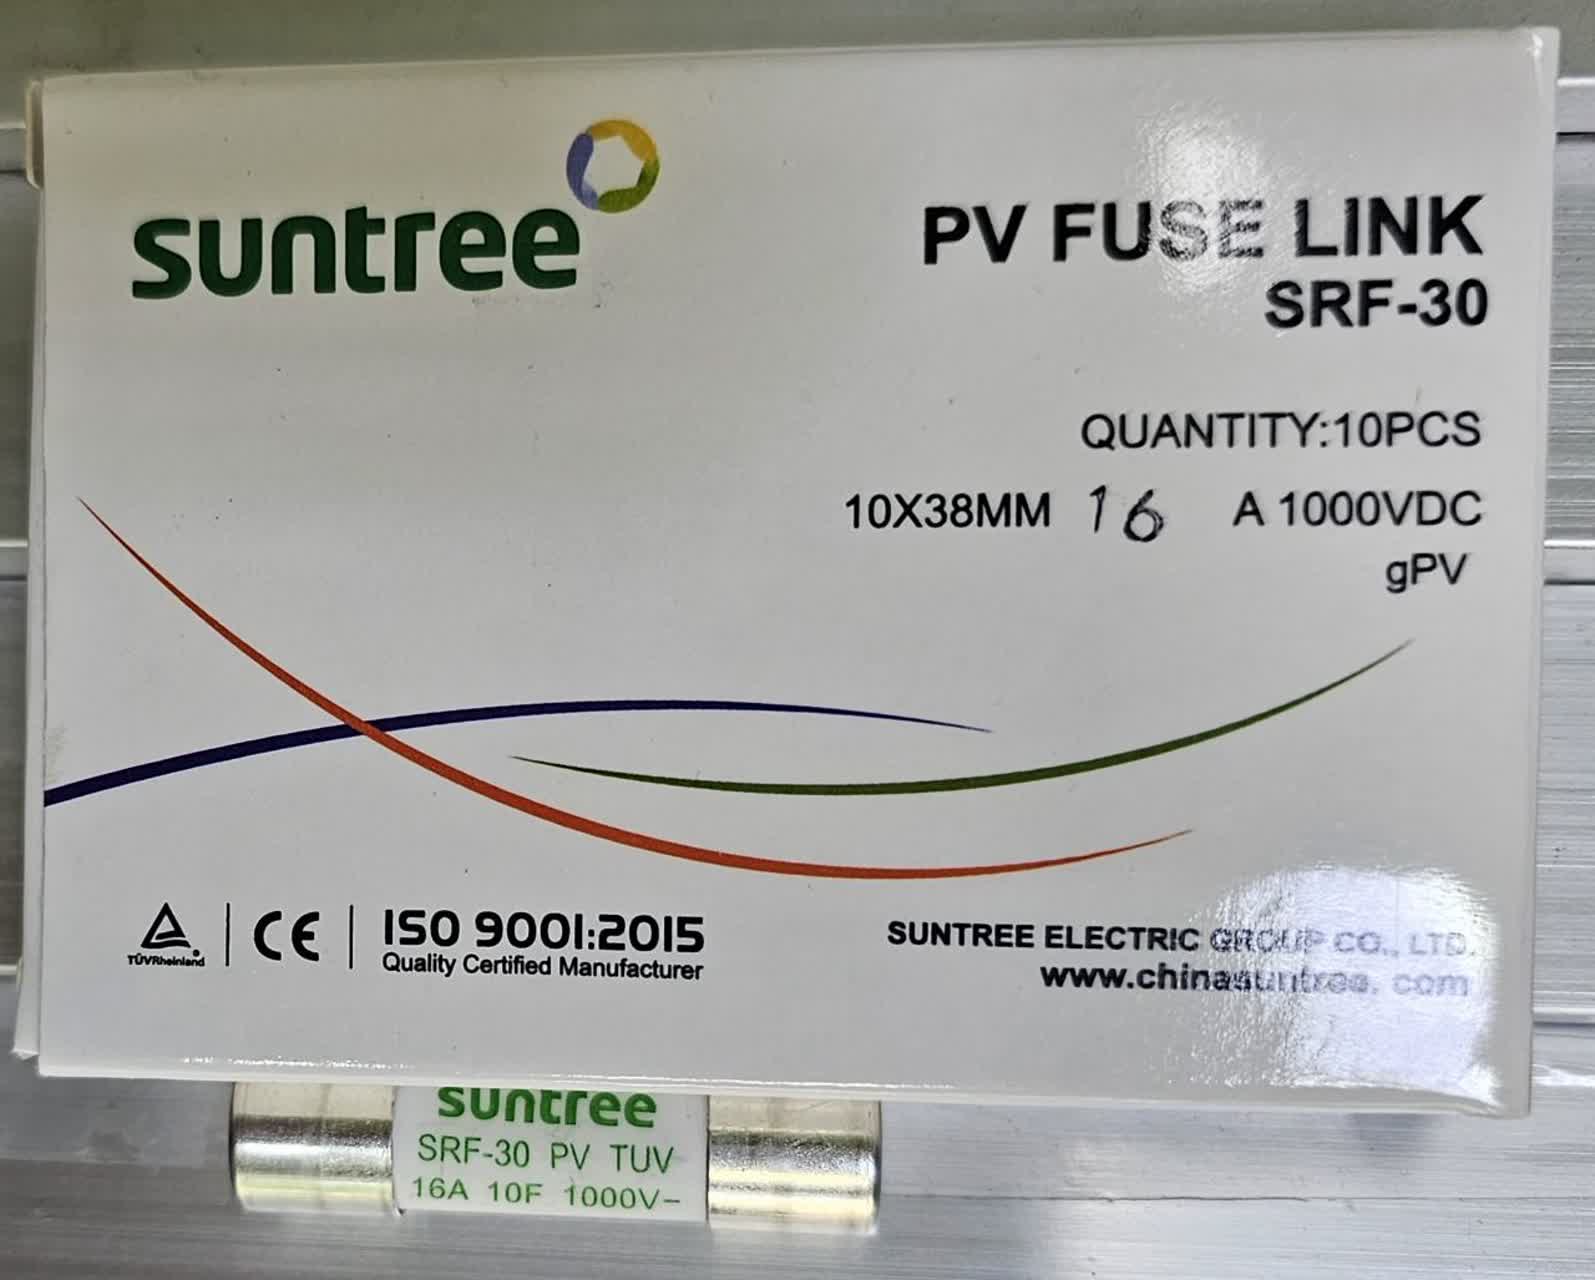 suntree
PV FUSE LINK
SRF-30
QUANTITY:10PCS
10X38MM 16 A 1000VDC
gPV
TÜVRheinland
CE
ISO 9001:2015
Quality Certified Manufacturer
SUNTREE ELECTRIC GROUP CO., LTD.
www.chinasuntree. com
suntree
SRF-30 PV TUV
16A 10F 1000V-